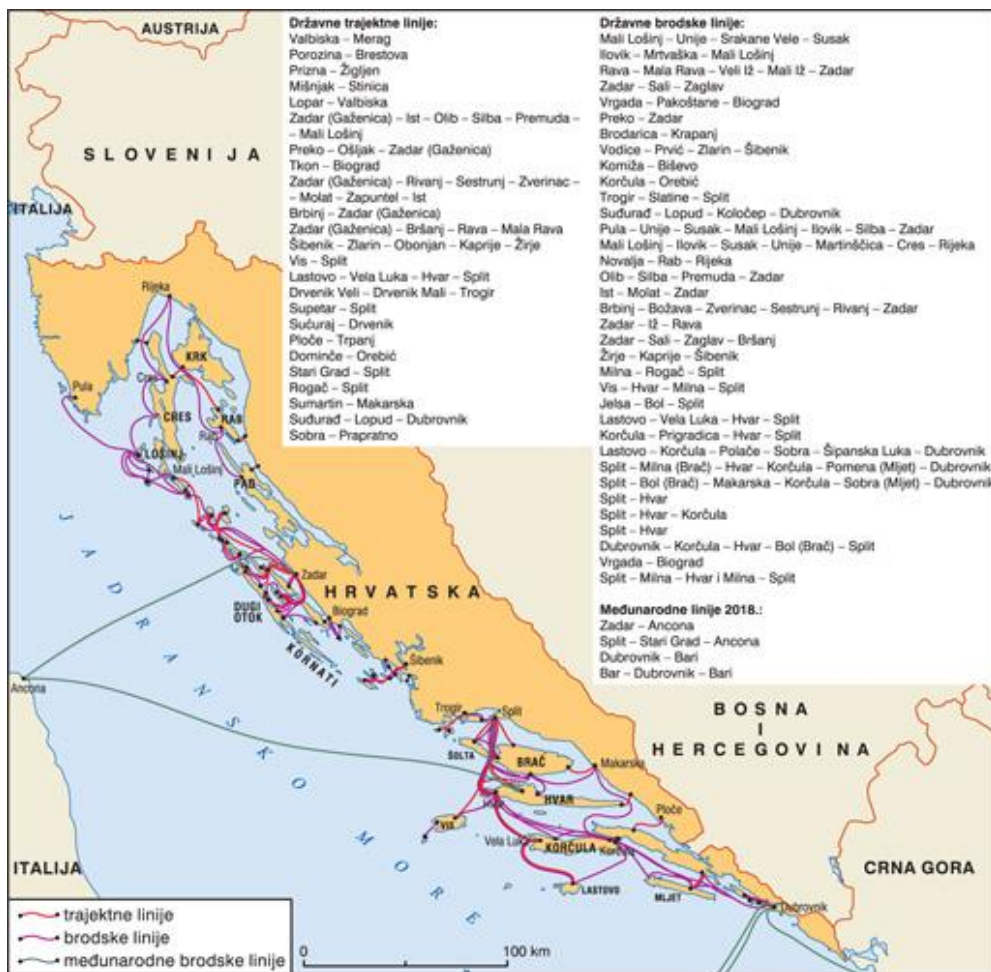 Državne trajektne linije:
Valbiska – Merag
Porozina – Brestova
Prizna – Žigljen
Mišnjak – Stinica
Lopar – Valbiska
Zadar (Gaženica) – Ist – Olib – Silba – Premuda –
– Mali Lošinj
Preko – Ošljak – Zadar (Gaženica)
Tkon – Biograd
Zadar (Gaženica) – Rivanj – Sestrunj – Zverinac –
– Molat – Zapuntel – Ist
Brbinj – Zadar (Gaženica)
Zadar (Gaženica) – Bršanj – Rava – Mala Rava
Šibenik – Zlarin – Obonjan – Kaprije – Žirje
Vis – Split
Lastovo – Vela Luka – Hvar – Split
Drvenik Veli – Drvenik Mali – Trogir
Supetar – Split
Sućuraj – Drvenik
Ploče – Trpanj
Dominče – Orebić
Stari Grad – Split
Rogač – Split
Sumartin – Makarska
Suđurađ – Lopud – Dubrovnik
Sobra – Prapratno
Državne brodske linije:
Mali Lošinj – Unije – Srakane Vele – Susak
Ilovik – Mrtvaška – Mali Lošinj
Rava – Mala Rava – Veli Iž – Mali Iž – Zadar
Zadar – Sali – Zaglav
Vrgada – Pakoštane – Biograd
Preko – Zadar
Brodarica – Krapanj
Vodice – Prvić – Zlarin – Šibenik
Komiža – Biševo
Korčula – Orebić
Trogir – Slatine – Split
Suđurađ – Lopud – Koločep – Dubrovnik
Pula – Unije – Susak – Mali Lošinj – Ilovik – Silba – Zadar
Mali Lošinj – Ilovik – Susak – Unije – Martinšćica – Cres – Rijeka
Novalja – Rab – Rijeka
Olib – Silba – Premuda – Zadar
Ist – Molat – Zadar
Brbinj – Božava – Zverinac – Sestrunj – Rivanj – Zadar
Zadar – Iž – Rava
Zadar – Sali – Zaglav – Bršanj
Žirje – Kaprije – Šibenik
Milna – Rogač – Split
Vis – Hvar – Milna – Split
Jelsa – Bol – Split
Lastovo – Vela Luka – Hvar – Split
Korčula – Prigradica – Hvar – Split
Lastovo – Korčula – Polače – Sobra – Šipanska Luka – Dubrovnik
Split – Milna (Brač) – Hvar – Korčula – Pomena (Mljet) – Dubrovnik
Split – Bol (Brač) – Makarska – Korčula – Sobra (Mljet) – Dubrovnik
Split – Hvar
Split – Hvar – Korčula
Split – Hvar
Dubrovnik – Korčula – Hvar – Bol (Brač) – Split
Vrgada – Biograd
Split – Milna – Hvar i Milna – Split
Međunarodne linije 2018.:
Zadar – Ancona
Split – Stari Grad – Ancona
Dubrovnik – Bari
Bar – Dubrovnik – Bari
AUSTRIJA
SLOVENIJA
ITALIJA
Rijeka
KRK
Pula
Cres
CRES
RAB
Rab
LOŠINJ
Mali Lošinj
PAG
Zadar
HRVATSKA
DUGI
OTOK
Biograd
KORNATI
Šibenik
Ancona
JADRANSKO MORE
Trogir
Split
BOSNA
I
HERCEGOVINA
ŠOLTA
BRAČ
Makarska
Hvar
HVAR
Ploče
VIS
Vela Luka
KORČULA
Korčula
LASTOVO
MLJET
Dubrovnik
CRNA GORA
ITALIJA
trajektne linije
brodske linije
međunarodne brodske linije
0 100 km